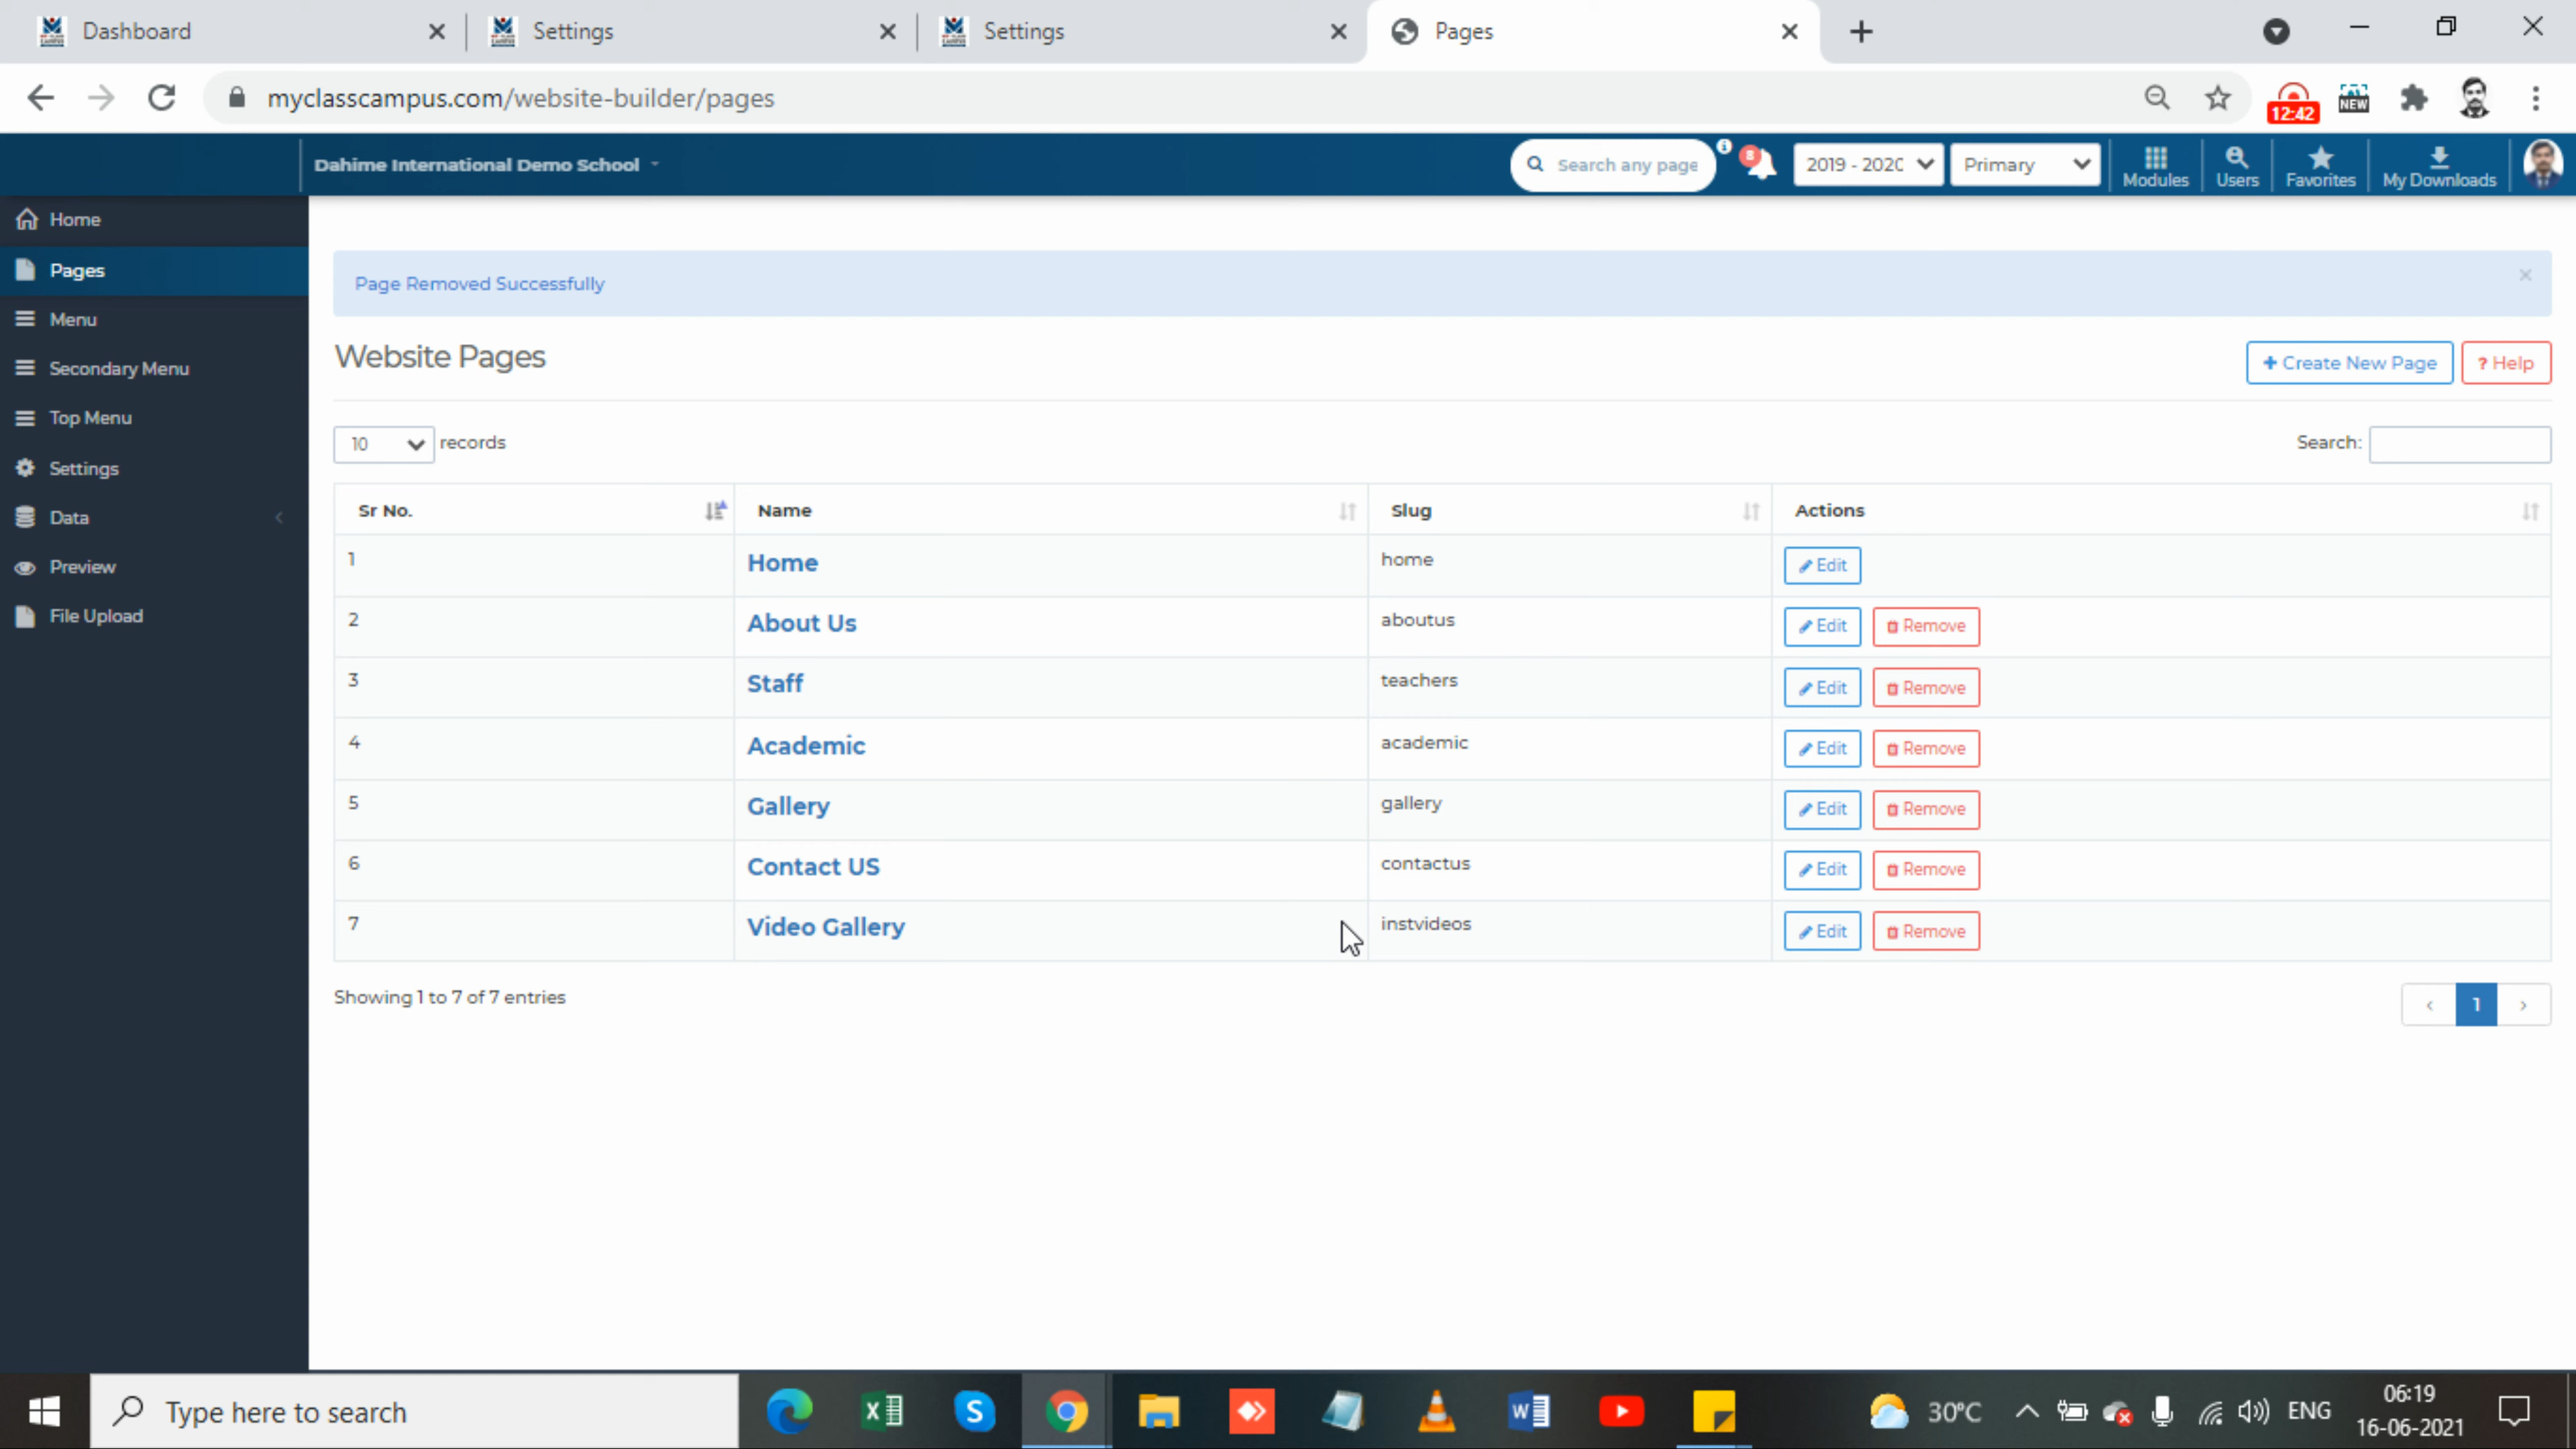 Dashboard
Settings
Settings
Pages
myclasscampus.com/website-builder/pages
12:42
NEW
Dahime International Demo School
Search any page
8
2019 - 2020
Primary
Modules
Users
Favorites
My Downloads
Home
Pages
Menu
Secondary Menu
Top Menu
Settings
Data
Preview
File Upload
Page Removed Successfully
Website Pages
+ Create New Page
? Help
10 records
Search:
Sr No. Name Slug Actions
1 Home home Edit
2 About Us aboutus Edit Remove
3 Staff teachers Edit Remove
4 Academic academic Edit Remove
5 Gallery gallery Edit Remove
6 Contact US contactus Edit Remove
7 Video Gallery instvideos Edit Remove
Showing 1 to 7 of 7 entries
‹ 1 ›
Type here to search
30°C
ENG
06:19
16-06-2021